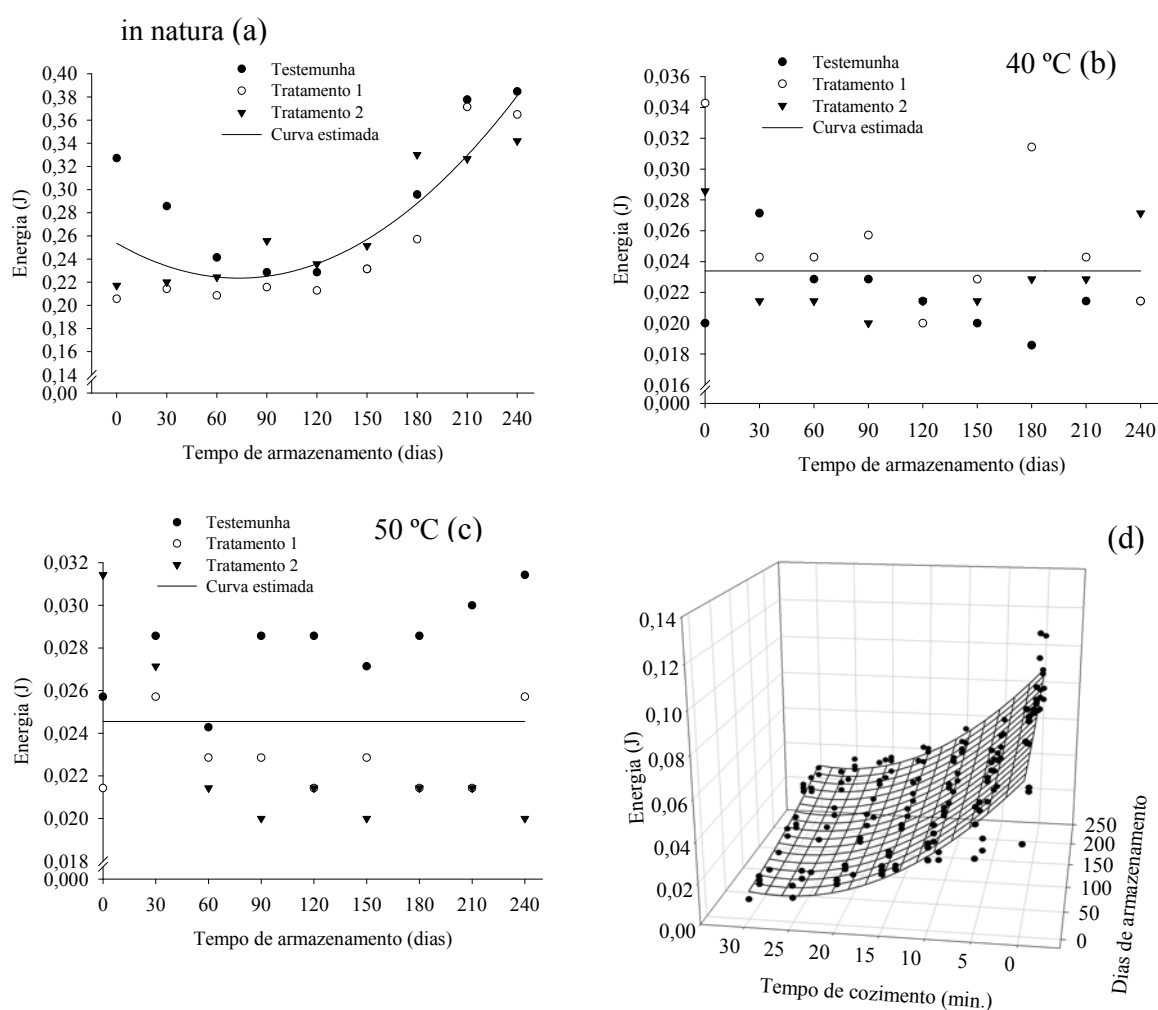 in natura (a)
Testemunha
Tratamento 1
Tratamento 2
Curva estimada
0,40
0,38
0,36
0,34
0,32
0,30
0,28
0,26
0,24
0,22
0,20
0,18
0,16
0,14
0,00
Energia (J)
0 30 60 90 120 150 180 210 240
Tempo de armazenamento (dias)
40 ºC (b)
Testemunha
Tratamento 1
Tratamento 2
Curva estimada
0,036
0,034
0,032
0,030
0,028
0,026
0,024
0,022
0,020
0,018
0,016
0,000
Energia (J)
0 30 60 90 120 150 180 210 240
Tempo de armazenamento (dias)
50 ºC (c)
Testemunha
Tratamento 1
Tratamento 2
Curva estimada
0,032
0,030
0,028
0,026
0,024
0,022
0,020
0,018
0,000
Energia (J)
0 30 60 90 120 150 180 210 240
Tempo de armazenamento (dias)
(d)
0,14
0,12
0,10
0,08
0,06
0,04
0,02
0,00
Energia (J)
30 25 20 15 10 5 0
Tempo de cozimento (min.)
250
200
150
100
50
0
Dias de armazenamento